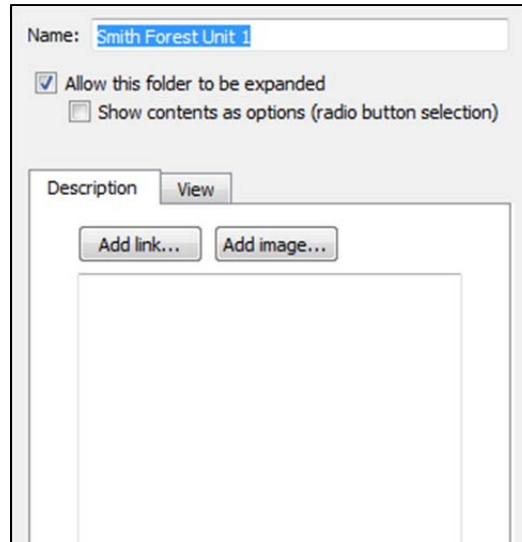 Name: Smith Forest Unit 1
Allow this folder to be expanded
Show contents as options (radio button selection)
Description View
Add link... Add image...